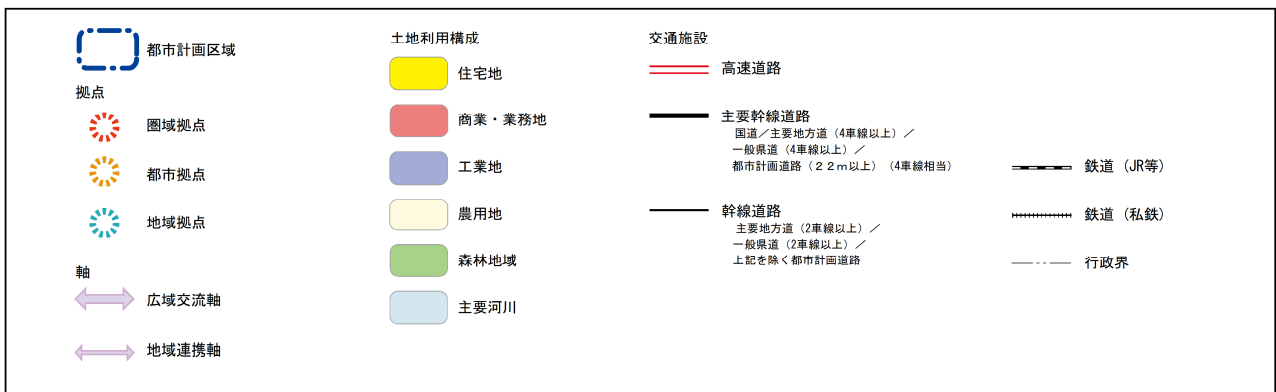 都市計画区域
拠点
圏域拠点
都市拠点
地域拠点
軸
広域交流軸
地域連携軸
土地利用構成
住宅地
商業・業務地
工業地
農用地
森林地域
主要河川
交通施設
高速道路
主要幹線道路
国道／主要地方道（4車線以上）／
一般県道（4車線以上）／
都市計画道路（２２ｍ以上）（4車線相当）
幹線道路
主要地方道（2車線以上）／
一般県道（2車線以上）／
上記を除く都市計画道路
鉄道（JR等）
鉄道（私鉄）
行政界